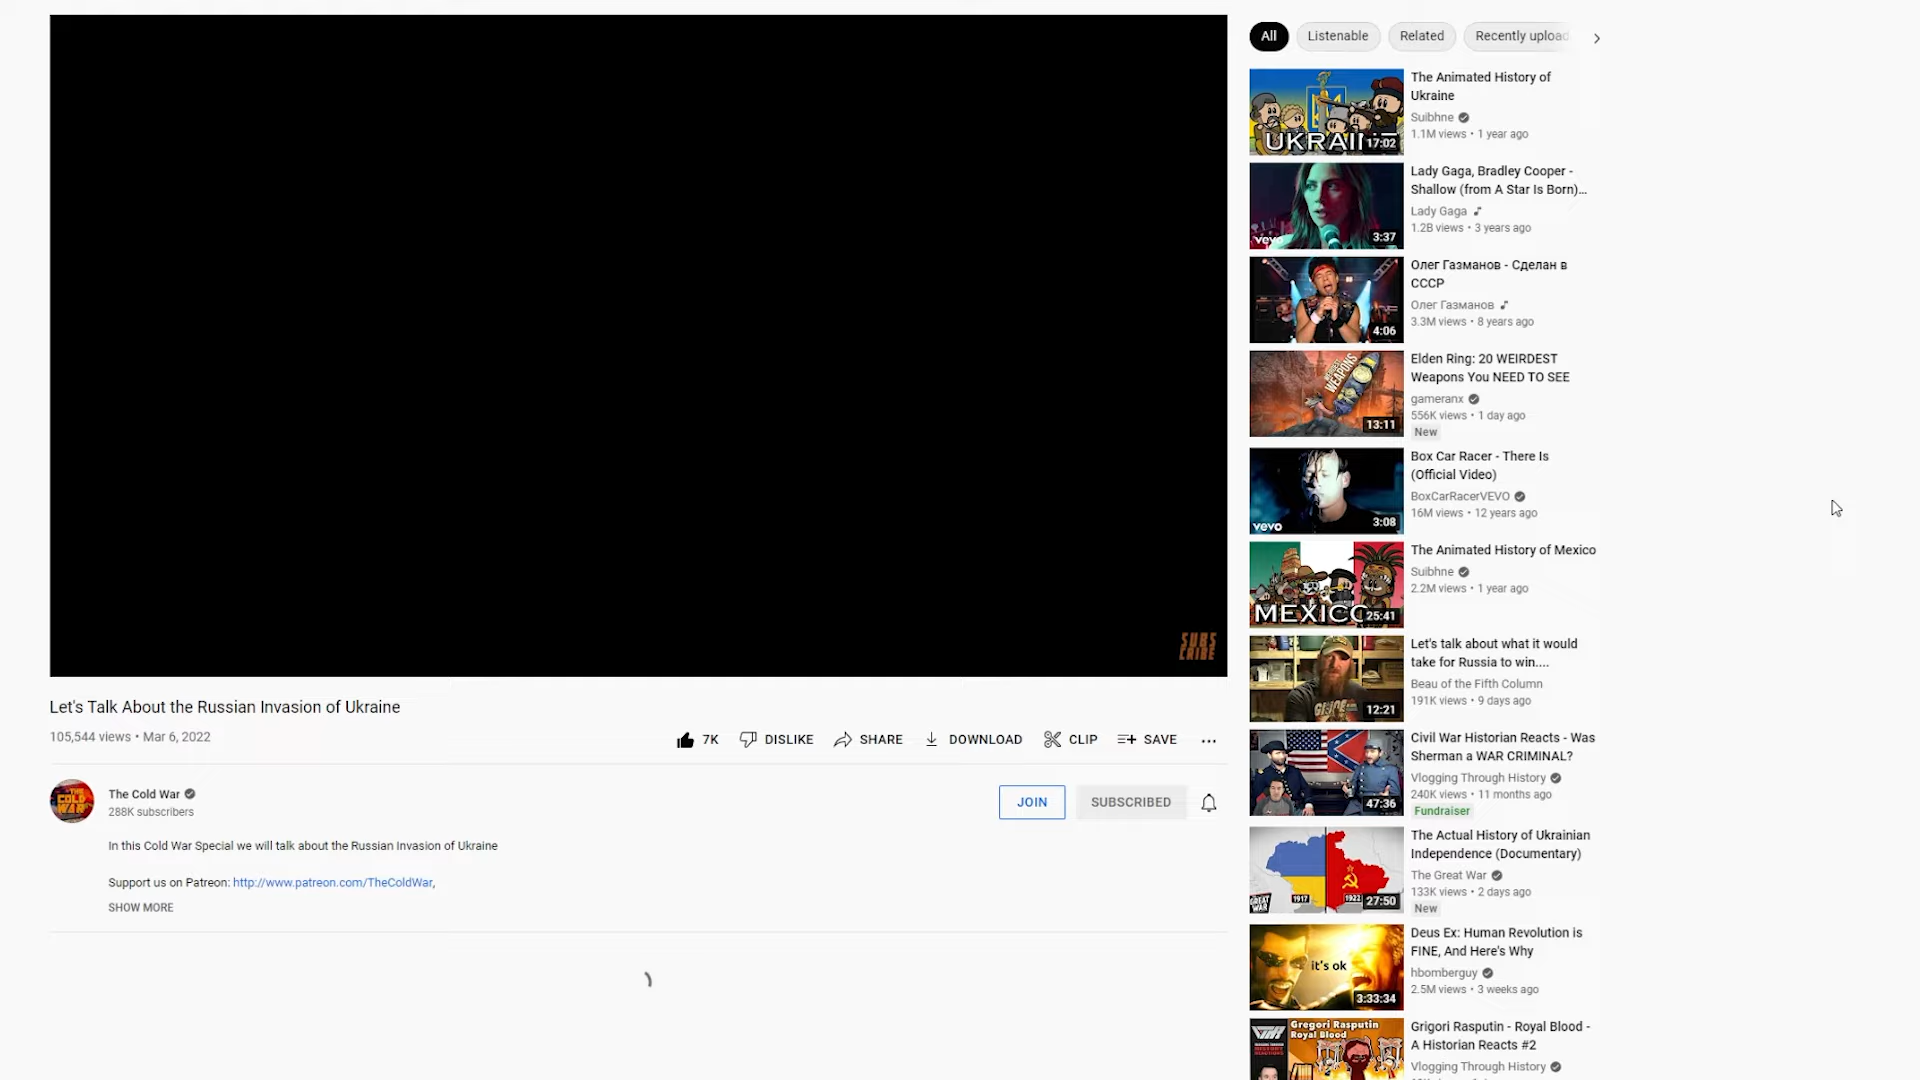 SUBS
CRIBE
Let's Talk About the Russian Invasion of Ukraine
105,544 views • Mar 6, 2022
7K
DISLIKE
SHARE
DOWNLOAD
CLIP
SAVE
THE
COLD
WAR
The Cold War
288K subscribers
JOIN
SUBSCRIBED
In this Cold War Special we will talk about the Russian Invasion of Ukraine
Support us on Patreon: http://www.patreon.com/TheColdWar,
SHOW MORE
All
Listenable
Related
Recently upload
UKRAI
17:02
The Animated History of
Ukraine
Suibhne
1.1M views • 1 year ago
vevo
3:37
Lady Gaga, Bradley Cooper -
Shallow (from A Star Is Born)...
Lady Gaga
1.2B views • 3 years ago
4:06
Олег Газманов - Сделан в
СССР
Олег Газманов
3.3M views • 8 years ago
WEIRDEST
WEAPONS
13:11
Elden Ring: 20 WEIRDEST
Weapons You NEED TO SEE
gameranx
556K views • 1 day ago
New
vevo
3:08
Box Car Racer - There Is
(Official Video)
BoxCarRacerVEVO
16M views • 12 years ago
MEXICO
25:41
The Animated History of Mexico
Suibhne
2.2M views • 1 year ago
GI JOE
12:21
Let's talk about what it would
take for Russia to win....
Beau of the Fifth Column
191K views • 9 days ago
47:36
Civil War Historian Reacts - Was
Sherman a WAR CRIMINAL?
Vlogging Through History
240K views • 11 months ago
Fundraiser
GREAT
WAR
1917
1922
27:50
The Actual History of Ukrainian
Independence (Documentary)
The Great War
133K views • 2 days ago
New
it's ok
3:33:34
Deus Ex: Human Revolution is
FINE, And Here's Why
hbomberguy
2.5M views • 3 weeks ago
Gregori Rasputin
Royal Blood
Grigori Rasputin - Royal Blood -
A Historian Reacts #2
Vlogging Through History